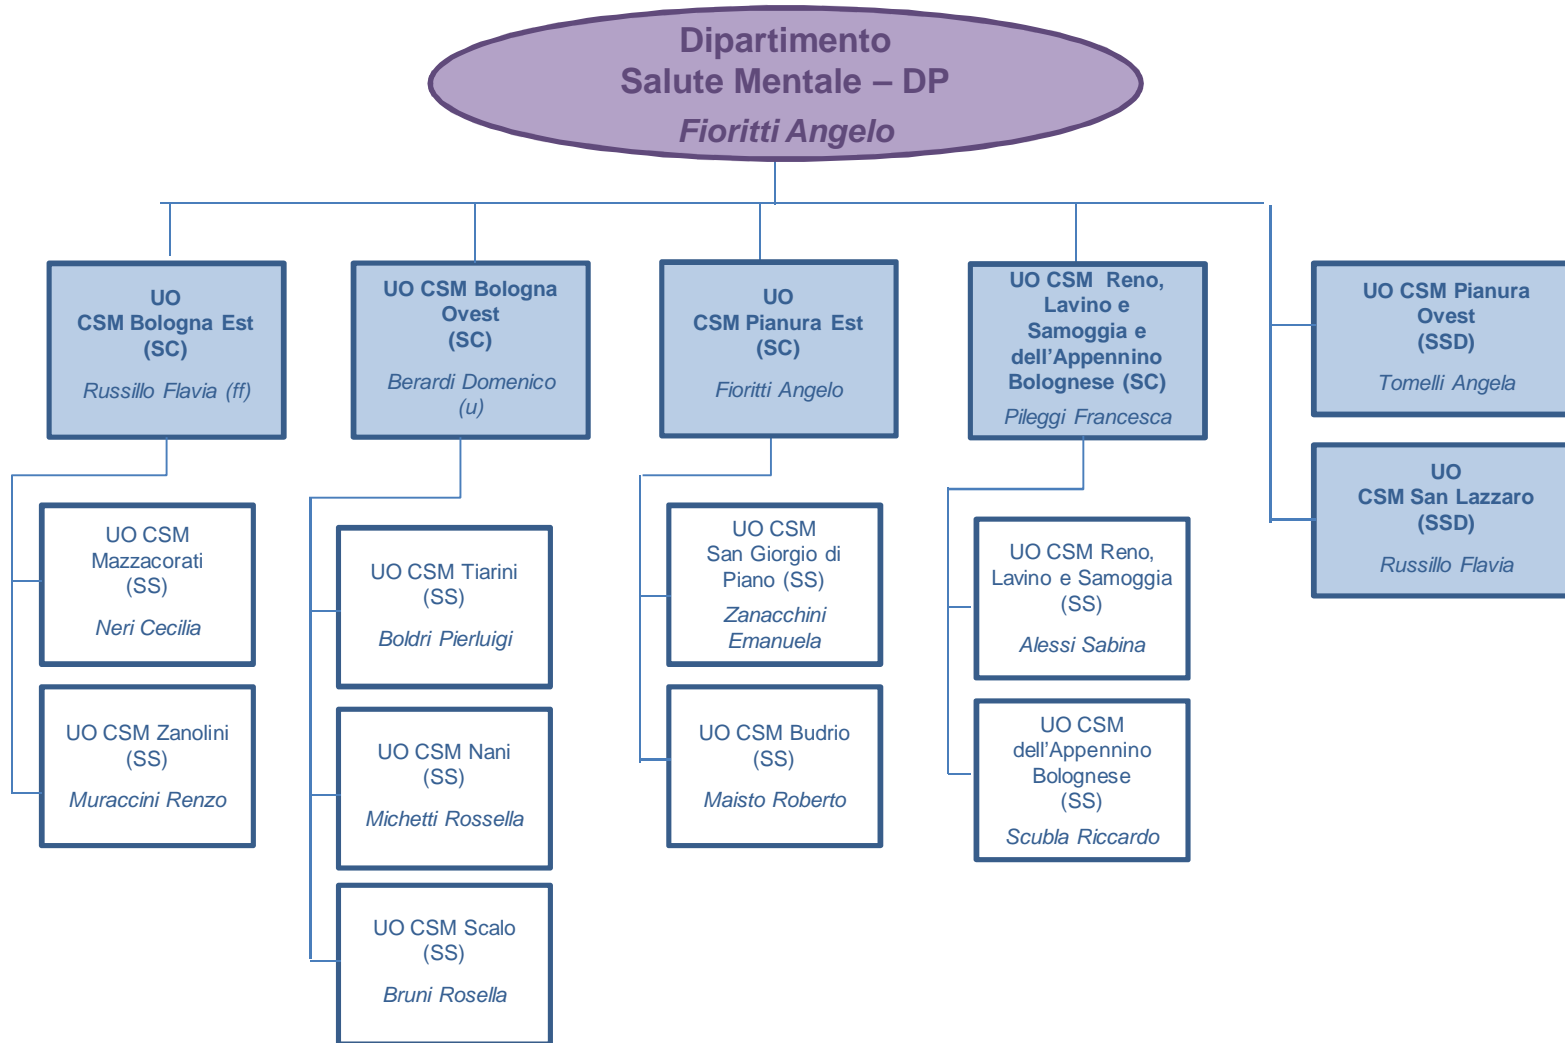 Dipartimento
Salute Mentale – DP
Fioritti Angelo
UO
CSM Bologna Est
(SC)
Russillo Flavia (ff)
UO CSM Bologna
Ovest
(SC)
Berardi Domenico
(u)
UO
CSM Pianura Est
(SC)
Fioritti Angelo
UO CSM Reno,
Lavino e
Samoggia e
dell'Appennino
Bolognese (SC)
Pileggi Francesca
UO CSM Pianura
Ovest
(SSD)
Tomelli Angela
UO
CSM San Lazzaro
(SSD)
Russillo Flavia
UO CSM
Mazzacorati
(SS)
Neri Cecilia
UO CSM Zanolini
(SS)
Muraccini Renzo
UO CSM Tiarini
(SS)
Boldri Pierluigi
UO CSM Nani
(SS)
Michetti Rossella
UO CSM Scalo
(SS)
Bruni Rosella
UO CSM
San Giorgio di
Piano (SS)
Zanacchini
Emanuela
UO CSM Budrio
(SS)
Maisto Roberto
UO CSM Reno,
Lavino e Samoggia
(SS)
Alessi Sabina
UO CSM
dell'Appennino
Bolognese
(SS)
Scubla Riccardo